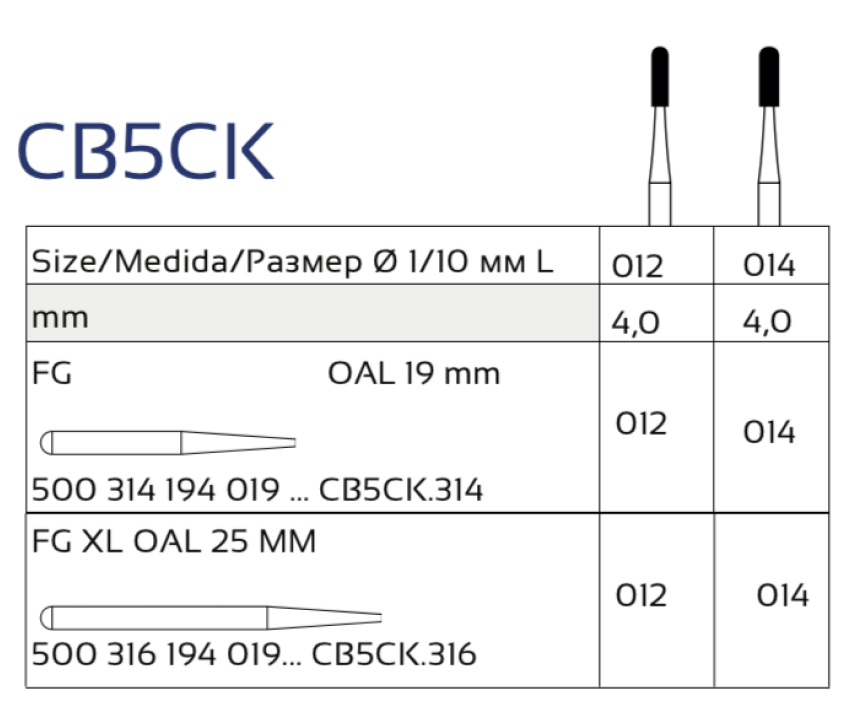 CB5CK
Size/Medida/Размер Ø 1/10 мм L 012 014
mm 4,0 4,0
FG OAL 19 mm
012 014
500 314 194 019 ... CB5CK.314
FG XL OAL 25 MM
012 014
500 316 194 019... CB5CK.316